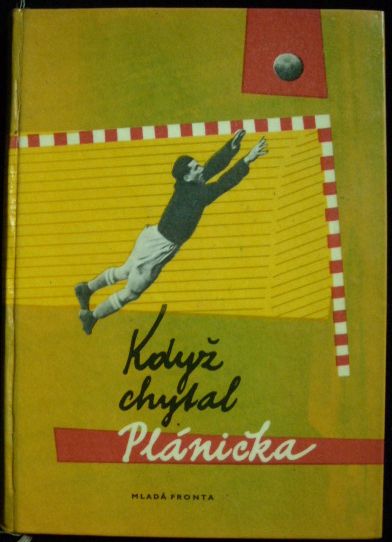 Když
chytal
Plánička
MLADÁ FRONTA